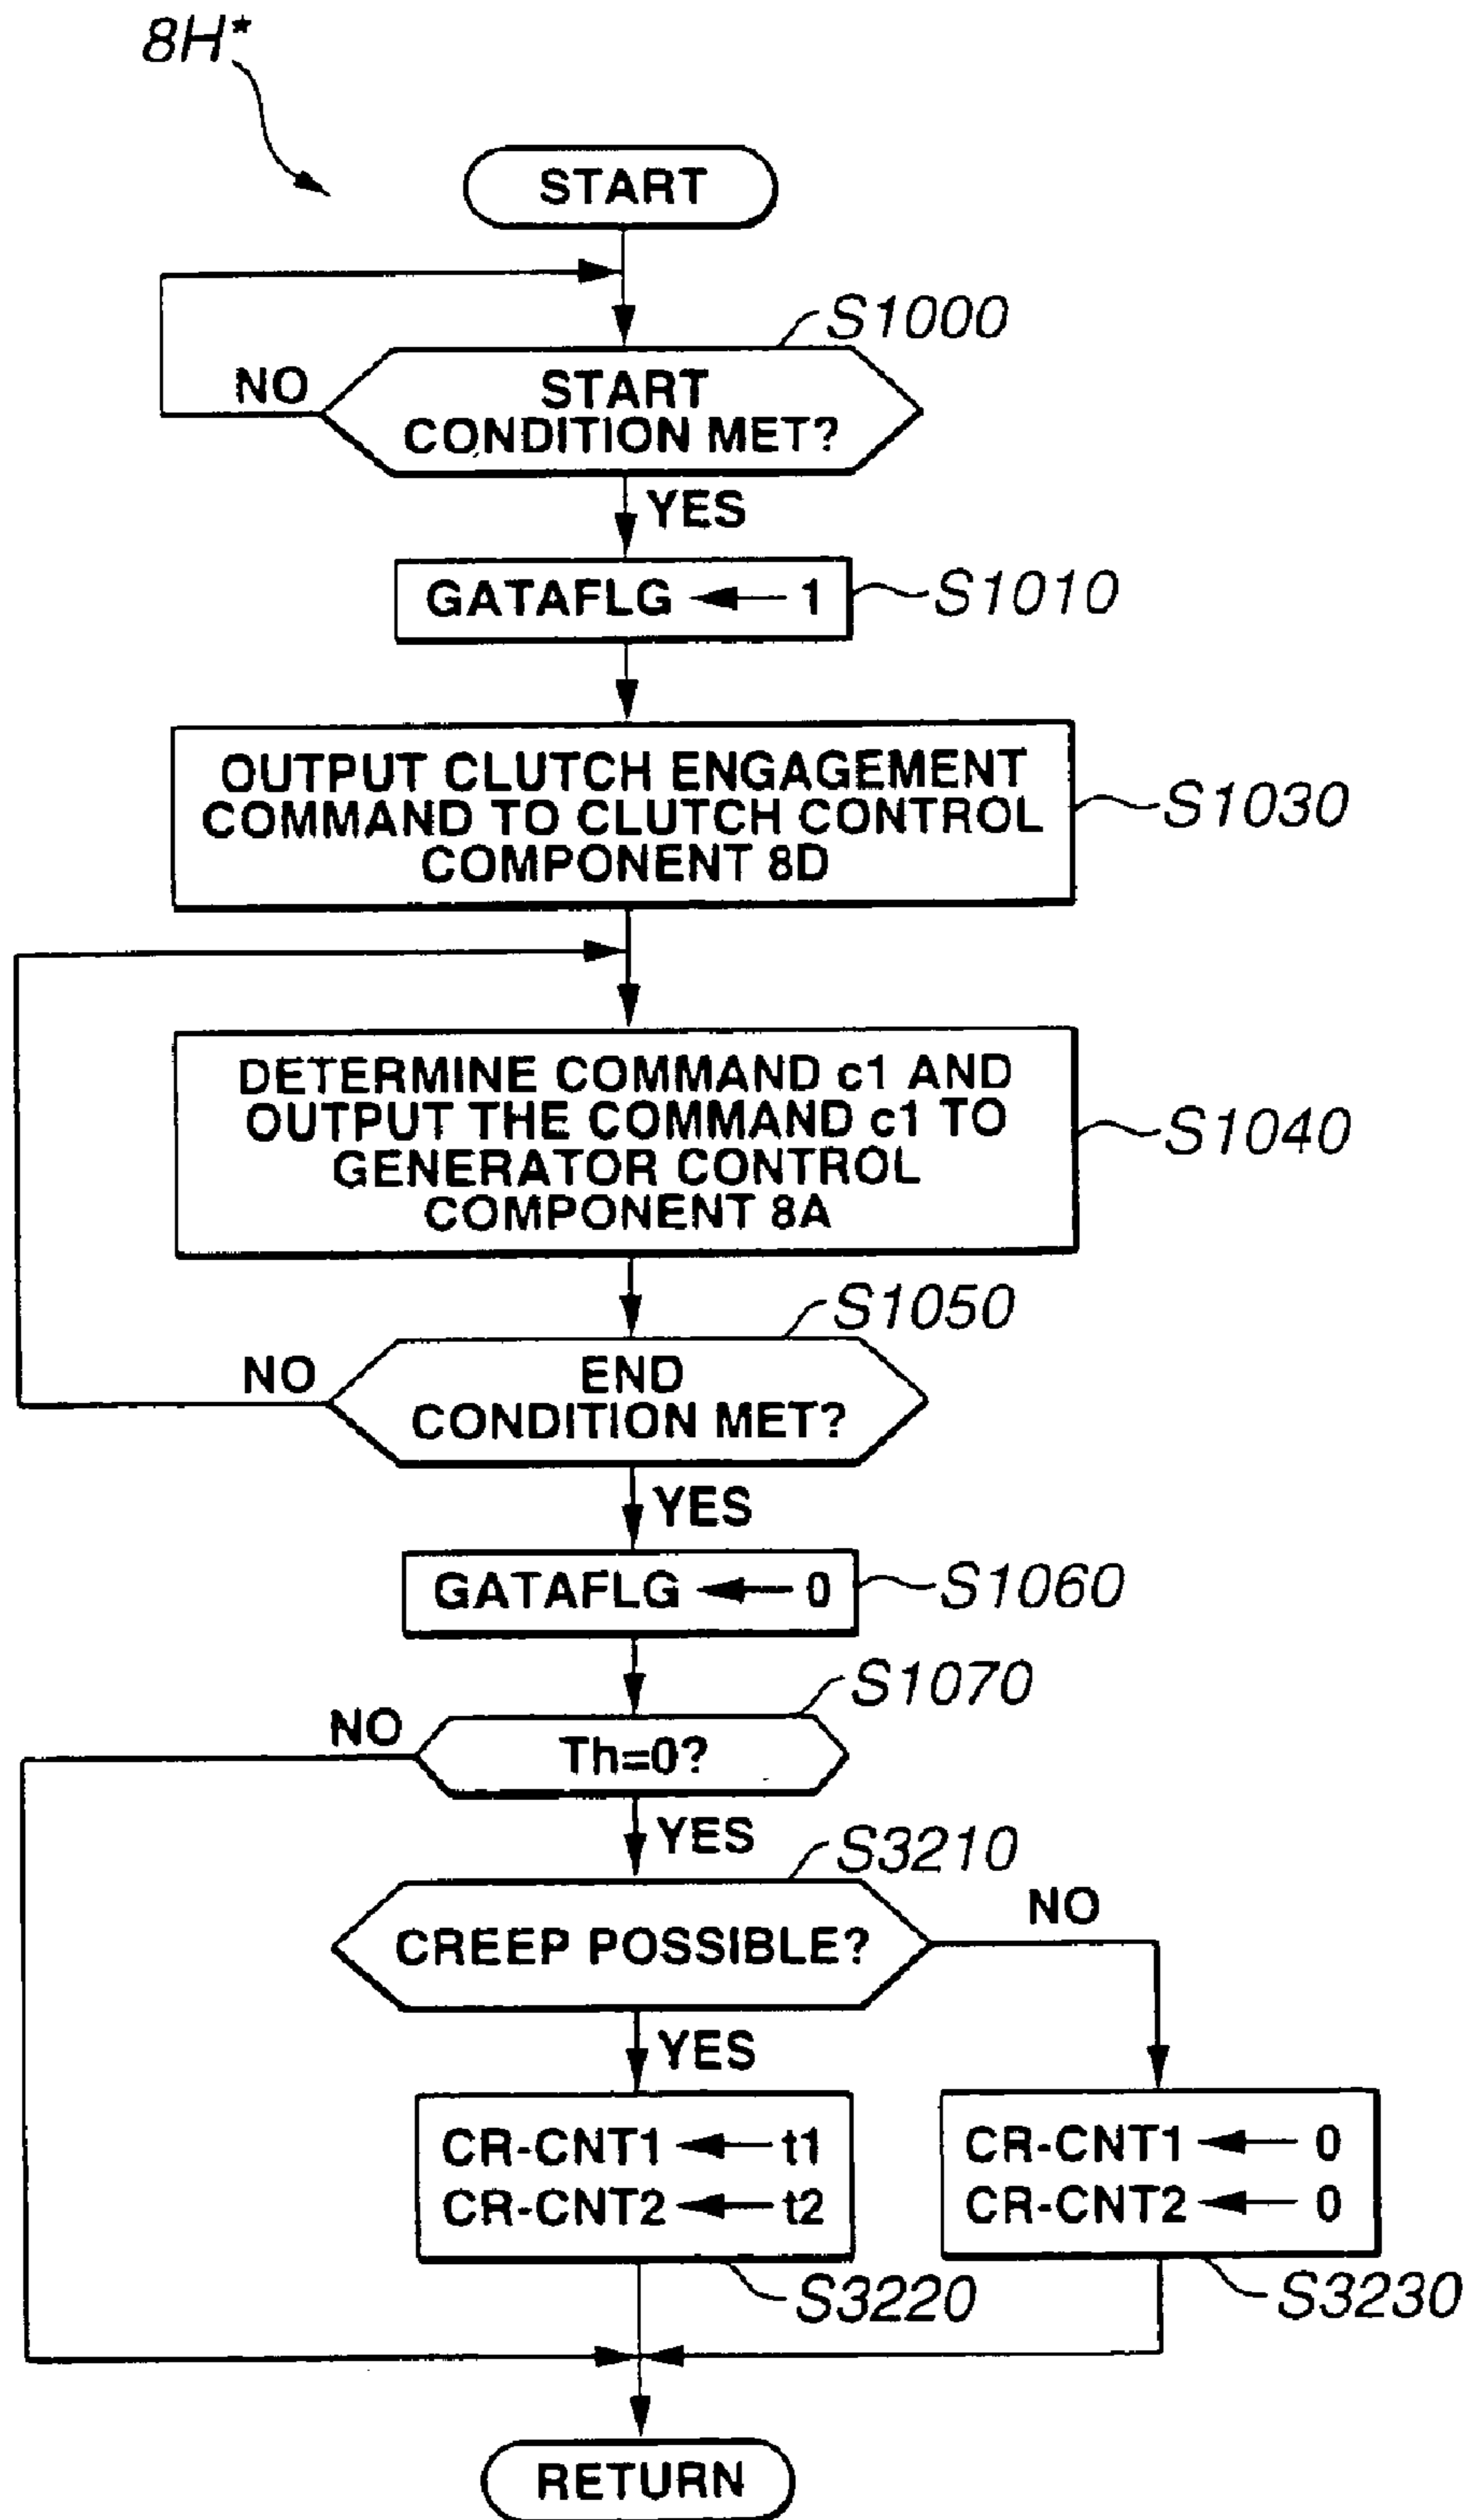 8H*
START
S1000
NO
START
CONDITION MET?
YES
GATAFLG ← 1
S1010
OUTPUT CLUTCH ENGAGEMENT
COMMAND TO CLUTCH CONTROL
COMPONENT 8D
S1030
DETERMINE COMMAND c1 AND
OUTPUT THE COMMAND c1 TO
GENERATOR CONTROL
COMPONENT 8A
S1040
S1050
NO
END
CONDITION MET?
YES
GATAFLG ← 0
S1060
S1070
NO
Th=0?
YES
S3210
NO
CREEP POSSIBLE?
YES
CR-CNT1 ← t1
CR-CNT2 ← t2
CR-CNT1 ← 0
CR-CNT2 ← 0
S3220
S3230
RETURN